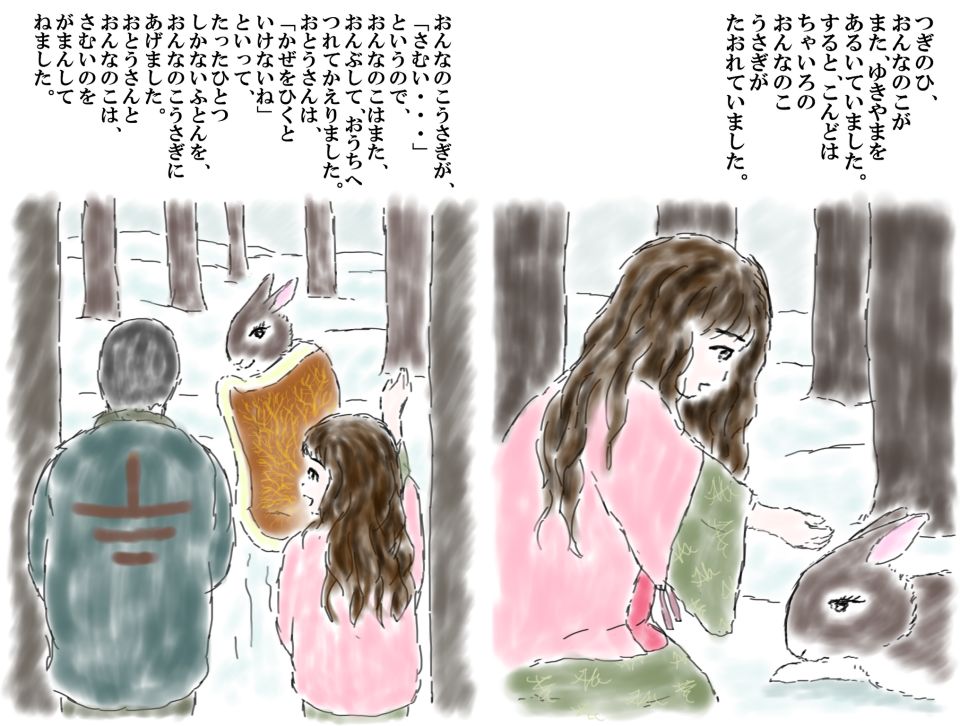 つぎのひ、
おんなのこが
また、ゆきやまを
あるいていました。
すると、こんどは
ちゃいろの
おんなのこ
うさぎが
たおれていました。
おんなのこうさぎが、
「さむい・・・」
というので、
おんなのこはまた、
おんぶして、おうちへ
つれてかえりました。
おとうさんは、
「かぜをひくと
いけないね」
といって、
たったひとつ
しかないふとんを、
おんなのこうさぎに
あげました。
おとうさんと
おんなのこは、
さむいのを
がまんして
ねました。